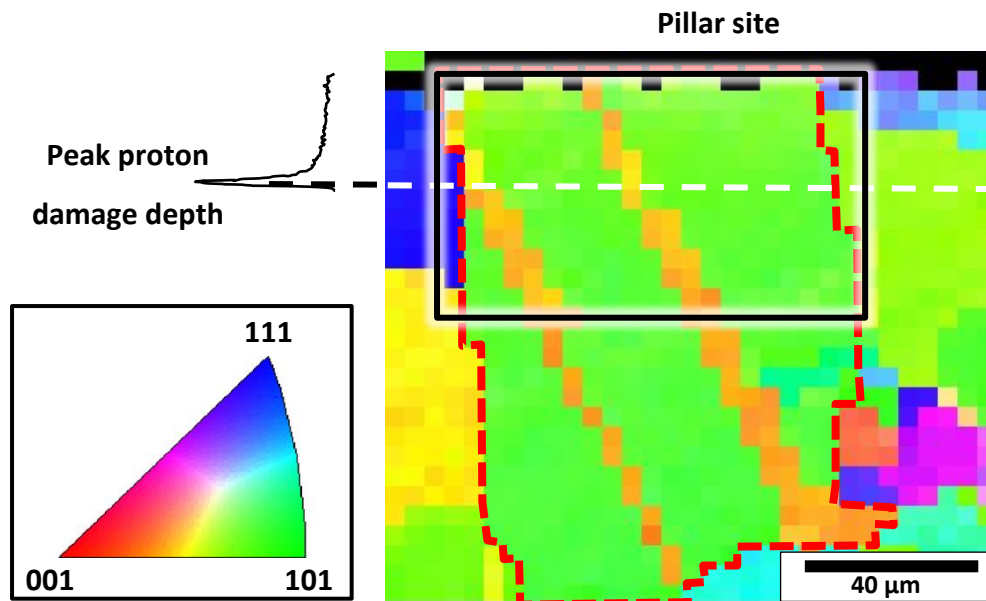 Pillar site
Peak proton
damage depth
111
001
101
40 µm